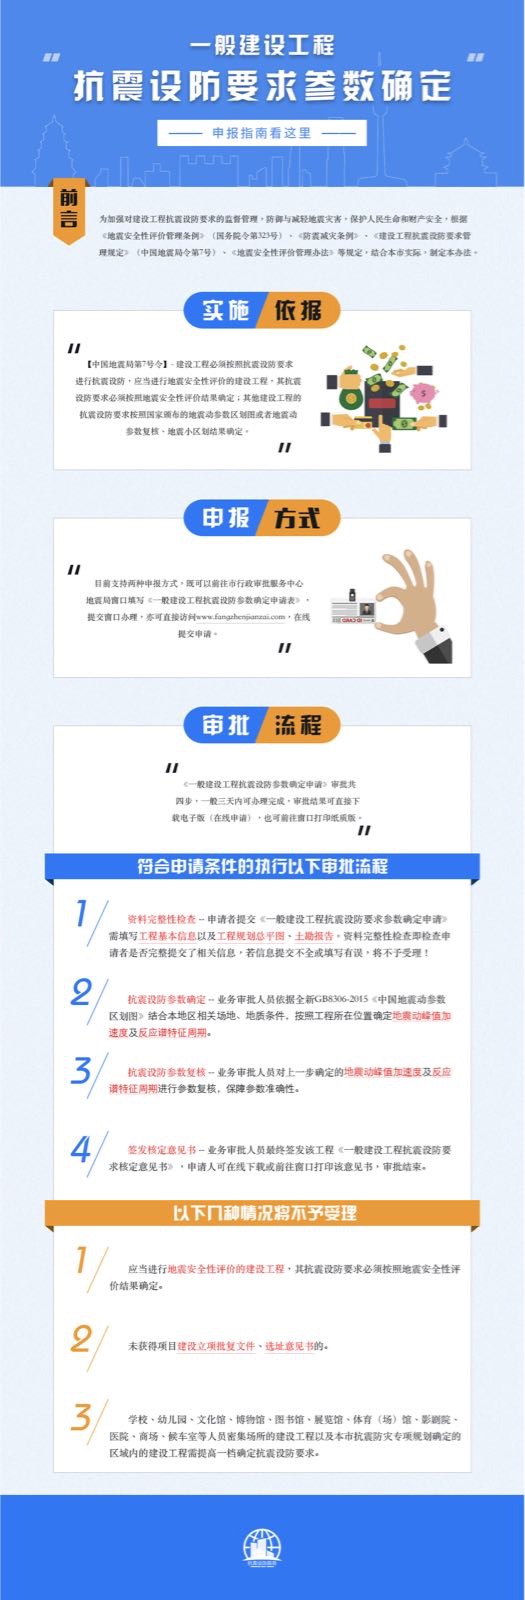 一般建设工程
抗震设防要求参数确定
申报指南看这里
前言
为加强对建设工程抗震设防要求的监督管理，防御与减轻地震灾害，保护人民生命和财产安全。根据
《地震安全性评价管理条例》（国务院令第323号）、《防震减灾条例》、《建设工程抗震设防要求管
理规定》（中国地震局令第7号）、《地震安全性评价管理办法》等规定，结合本市实际，制定本办法。
实施依据
【中国地震局第7号令】- 建设工程必须按照抗震设防要求
进行抗震设防，应当进行地震安全性评价的建设工程，其抗震
设防要求必须按照地震安全性评价结果确定；其他建设工程的
抗震设防要求按照国家颁布的地震动参数区划图或者地震动
参数复核、地震小区划结果确定。
申报方式
目前支持两种申报方式，既可以前往市行政审批服务中心
地震局窗口填写《一般建设工程抗震设防参数确定申请表》，
提交窗口办理，亦可直接访问www.fangzhenjianzai.com，在线
提交申请。
ID CARD
审批流程
《一般建设工程抗震设防参数确定申请》审批共
四步，一般三天内可办理完成，审批结果可直接下
载电子版（在线申请），也可前往窗口打印纸质版。
符合申请条件的执行以下审批流程
1
资料完整性检查 -- 申请者提交《一般建设工程抗震设防要求参数确定申请》
需填写工程基本信息以及工程规划总平图、土勘报告。资料完整性检查即检查申
请者是否完整提交了相关信息，若信息提交不全或填写有误，将不予受理！
2
抗震设防参数确定 -- 业务审批人员依据全新GB8306-2015《中国地震动参数
区划图》结合本地区相关场地、地质条件，按照工程所在位置确定地震动峰值加
速度及反应谱特征周期。
3
抗震设防参数复核 -- 业务审批人员对上一步确定的地震动峰值加速度及反应
谱特征周期进行参数复核，保障参数准确性。
4
签发核定意见书 -- 业务审批人员最终签发该工程《一般建设工程抗震设防要
求核定意见书》，申请人可在线下载或前往窗口打印该意见书，审批结束。
以下几种情况将不予受理
1
应当进行地震安全性评价的建设工程，其抗震设防要求必须按照地震安全性评
价结果确定。
2
未获得项目建设立项批复文件、选址意见书的。
3
学校、幼儿园、文化馆、博物馆、图书馆、展览馆、体育（场）馆、影剧院、
医院、商场、候车室等人员密集场所的建设工程以及本市抗震防灾专项规划确定的
区域内的建设工程需提高一档确定抗震设防要求。